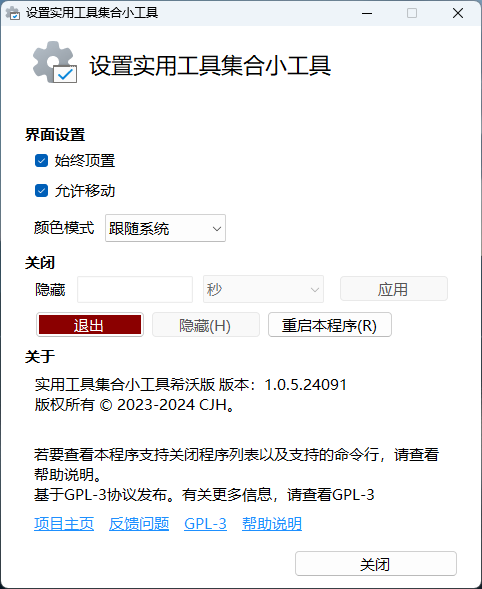 设置实用工具集合小工具
设置实用工具集合小工具
界面设置
始终顶置
允许移动
颜色模式 跟随系统
关闭
隐藏 秒 应用
退出 隐藏(H) 重启本程序(R)
关于
实用工具集合小工具希沃版 版本：1.0.5.24091
版权所有 © 2023-2024 CJH。
若要查看本程序支持关闭程序列表以及支持的命令行，请查看
帮助说明。
基于GPL-3协议发布。有关更多信息，请查看GPL-3
项目主页 反馈问题 GPL-3 帮助说明
关闭